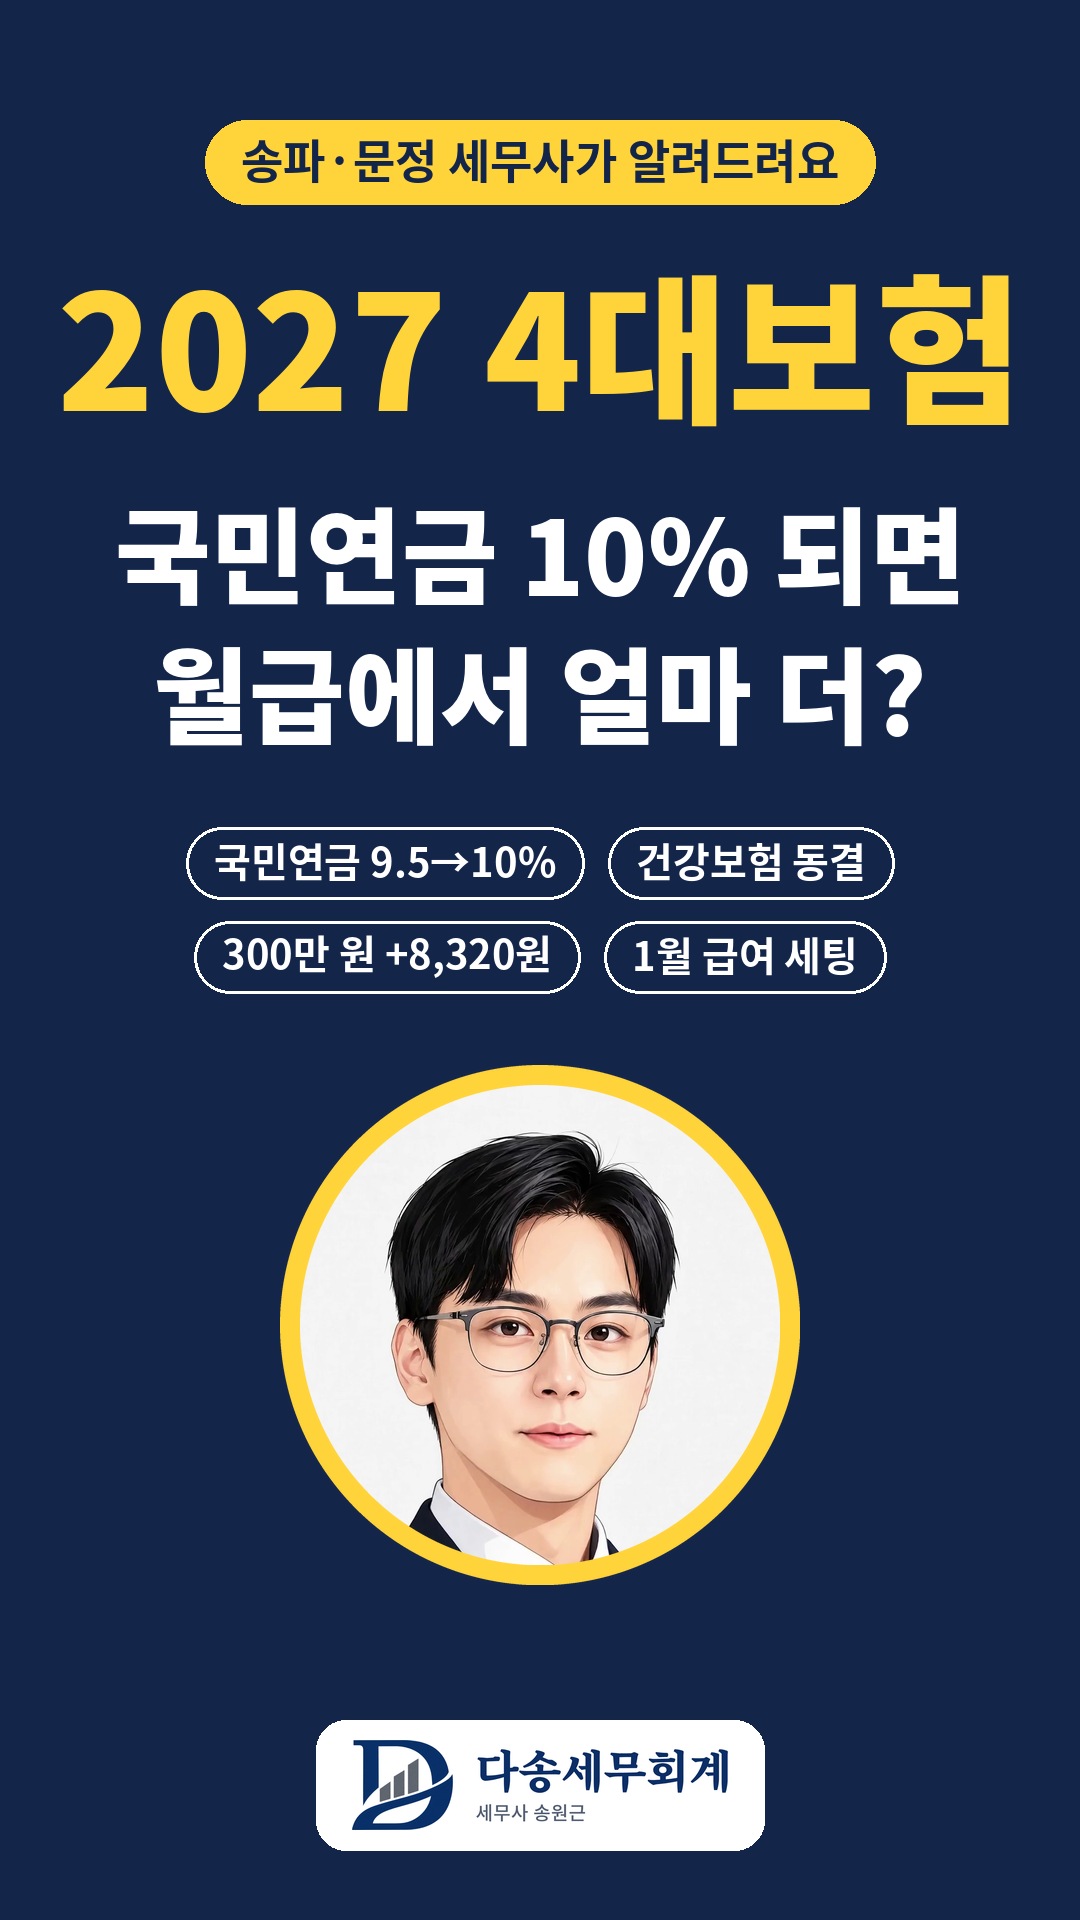 송파·문정 세무사가 알려드려요
2027 4대보험
국민연금 10% 되면
월급에서 얼마 더?
국민연금 9.5→10%
건강보험 동결
300만 원 +8,320원
1월 급여 세팅
다송세무회계
세무사 송원근